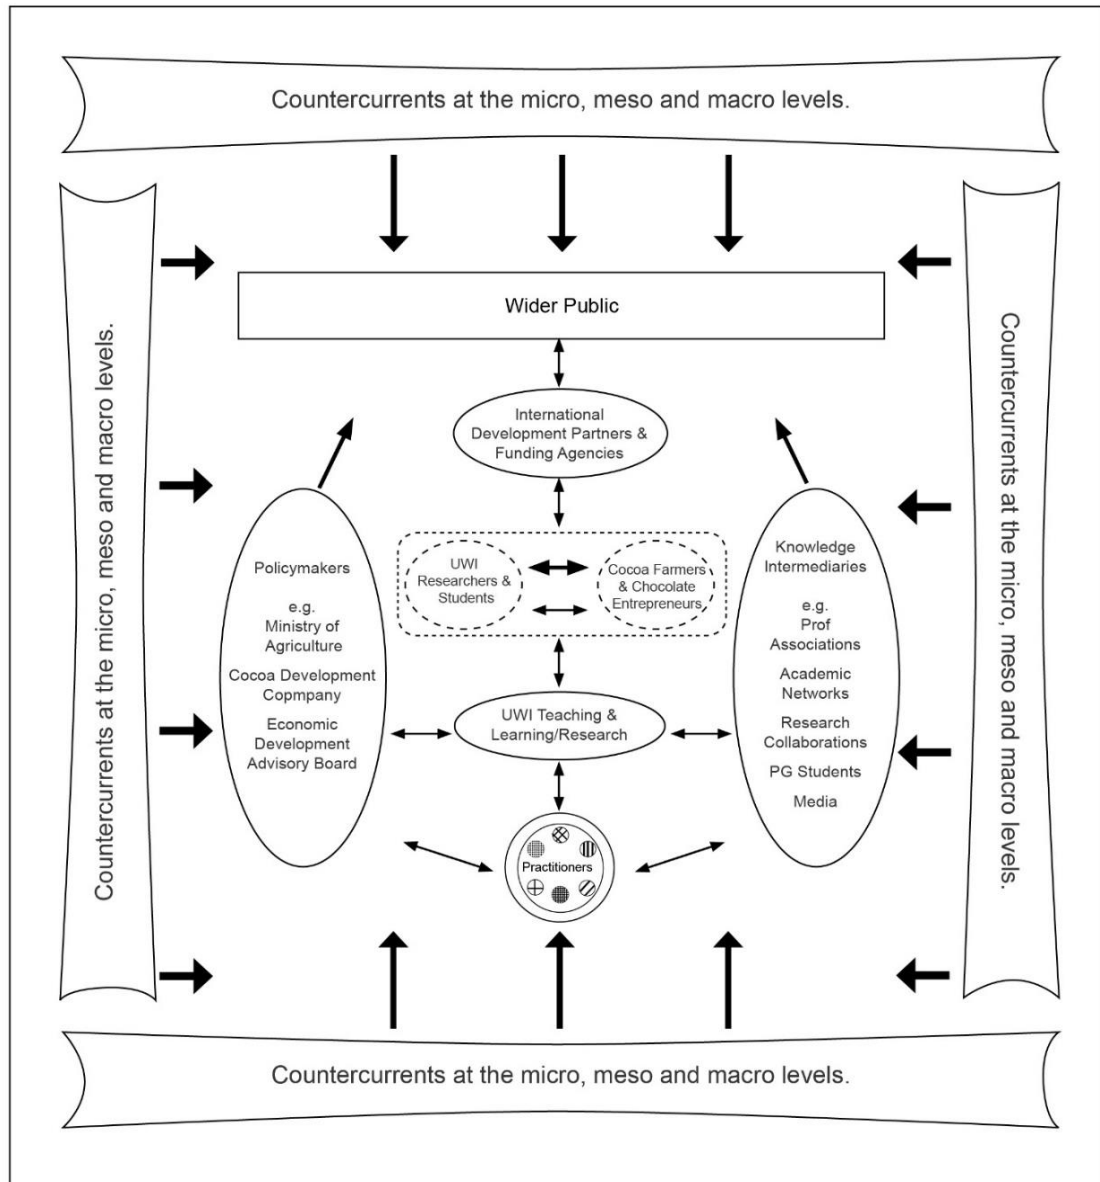 Countercurrents at the micro, meso and macro levels.
Countercurrents at the micro, meso and macro levels.
Countercurrents at the micro, meso and macro levels.
Wider Public
International
Development Partners &
Funding Agencies
UWI
Researchers &
Students
Cocoa Farmers
& Chocolate
Entrepreneurs
Policymakers
e.g.
Ministry of
Agriculture
Cocoa Development
Copmpany
Economic
Development
Advisory Board
Knowledge
Intermediaries
e.g.
Prof
Associations
Academic
Networks
Research
Collaborations
PG Students
Media
UWI Teaching &
Learning/Research
Practitioners
Countercurrents at the micro, meso and macro levels.